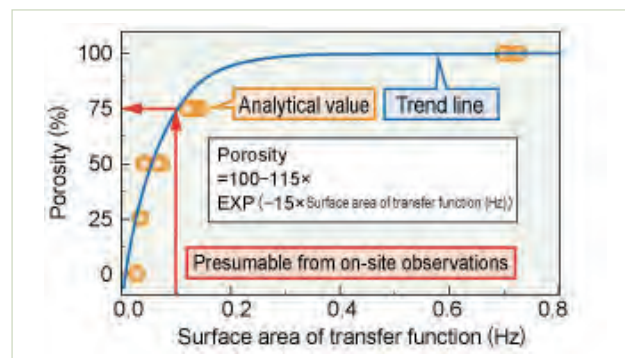 100
75
50
25
0
Porosity (%)
Analytical value
Trend line
Porosity
=100−115×
EXP (−15×Surface area of transfer function (Hz))
Presumable from on-site observations
0.0 0.2 0.4 0.6 0.8
Surface area of transfer function (Hz)